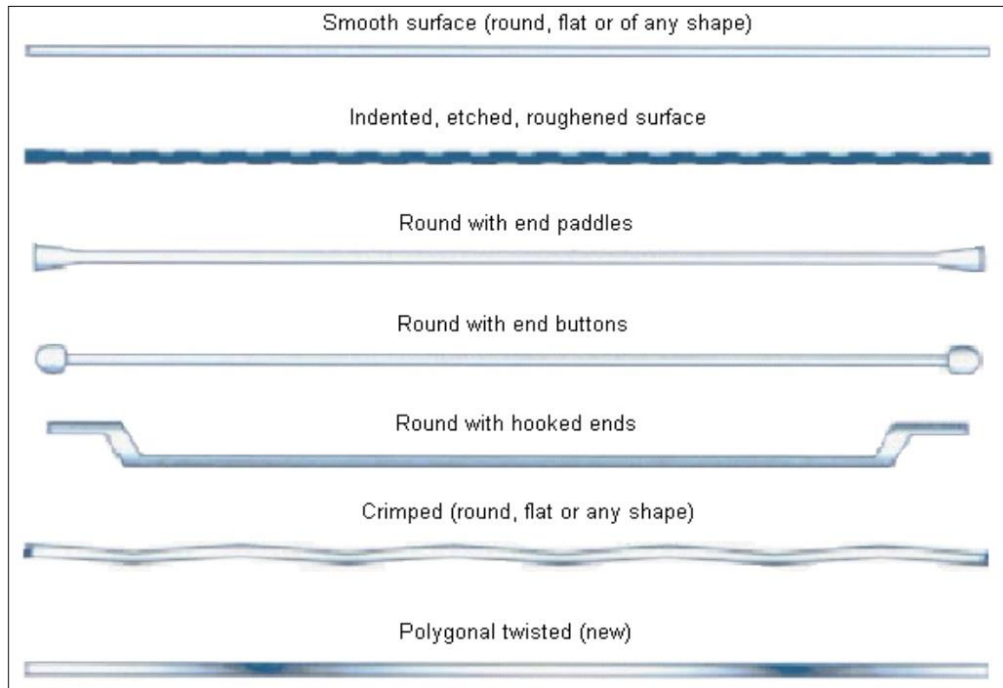 Smooth surface (round, flat or of any shape)
Indented, etched, roughened surface
Round with end paddles
Round with end buttons
Round with hooked ends
Crimped (round, flat or any shape)
Polygonal twisted (new)